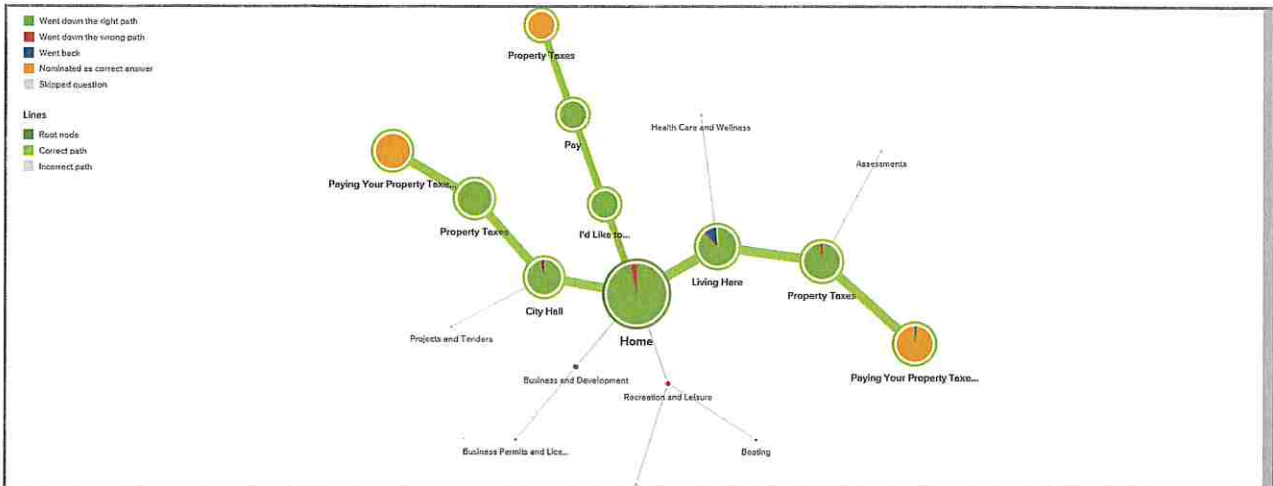 Went down the right path
Went down the wrong path
Went back
Nominated as correct answer
Skipped question
Lines
Root node
Correct path
Incorrect path
Property Taxes
Pay
I'd Like to...
Paying Your Property Taxe...
Property Taxes
City Hall
Home
Health Care and Wellness
Assessments
Living Here
Property Taxes
Paying Your Property Taxe...
Projects and Tenders
Business and Development
Recreation and Leisure
Business Permits and Lice...
Boating